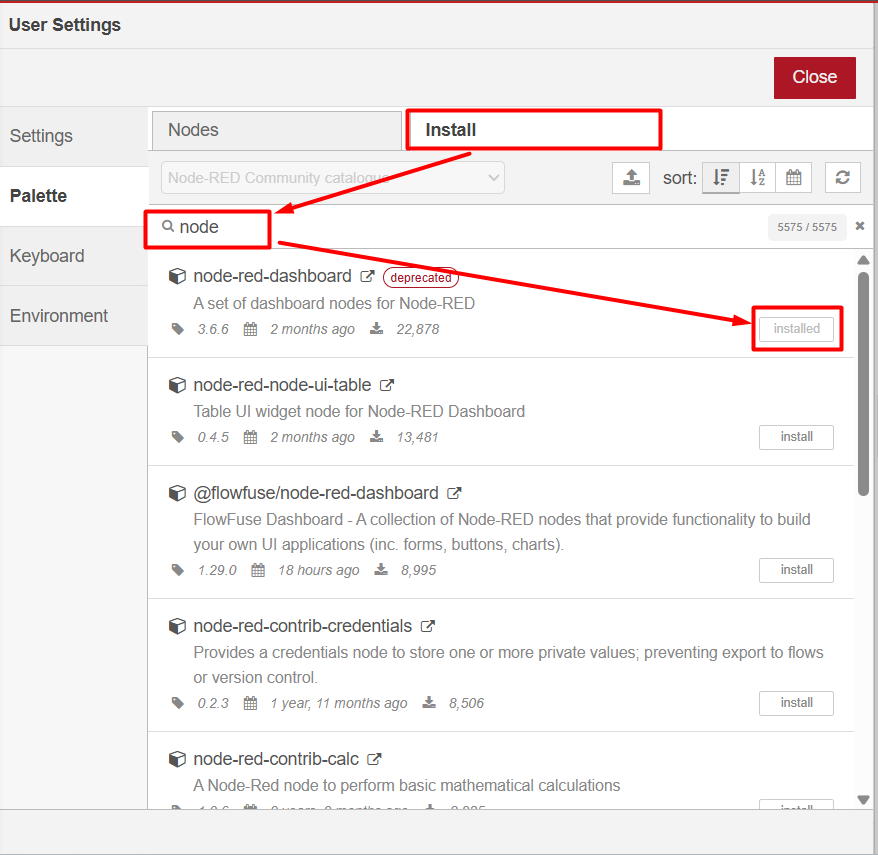 User Settings
Close
Settings
Palette
Keyboard
Environment
Nodes
Install
Node-RED Community catalogue
sort:
node
5575 / 5575
node-red-dashboard
deprecated
A set of dashboard nodes for Node-RED
3.6.6 2 months ago 22,878
installed
node-red-node-ui-table
Table UI widget node for Node-RED Dashboard
0.4.5 2 months ago 13,481
install
@flowfuse/node-red-dashboard
FlowFuse Dashboard - A collection of Node-RED nodes that provide functionality to build
your own UI applications (inc. forms, buttons, charts).
1.29.0 18 hours ago 8,995
install
node-red-contrib-credentials
Provides a credentials node to store one or more private values; preventing export to flows
or version control.
0.2.3 1 year, 11 months ago 8,506
install
node-red-contrib-calc
A Node-Red node to perform basic mathematical calculations
install